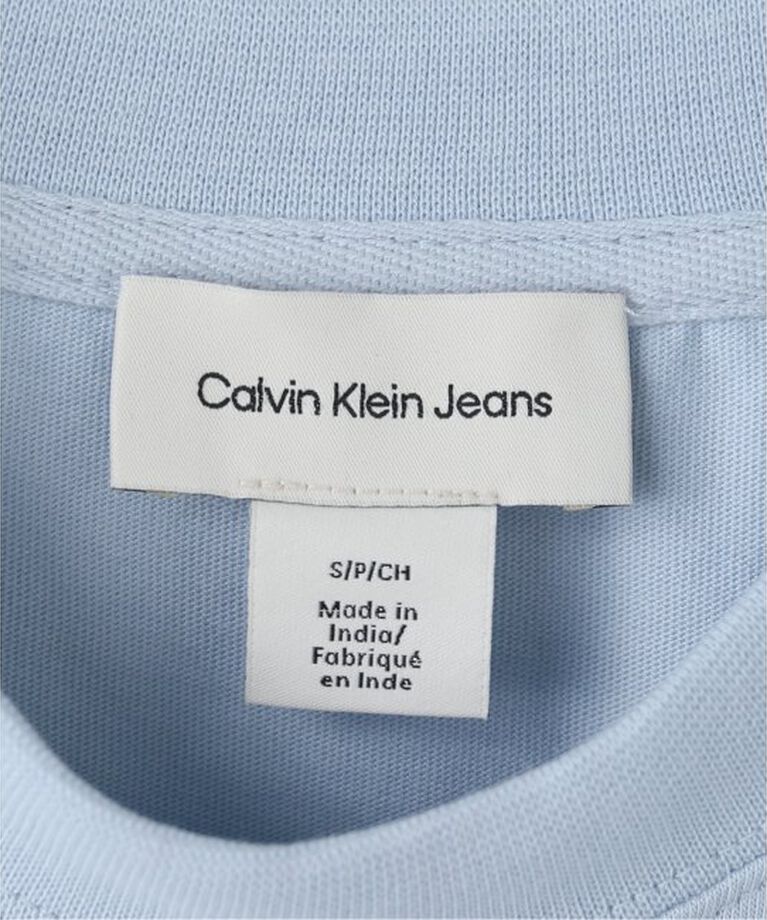 Calvin Klein Jeans
S/P/CH
Made in
India/
Fabriqué
en Inde